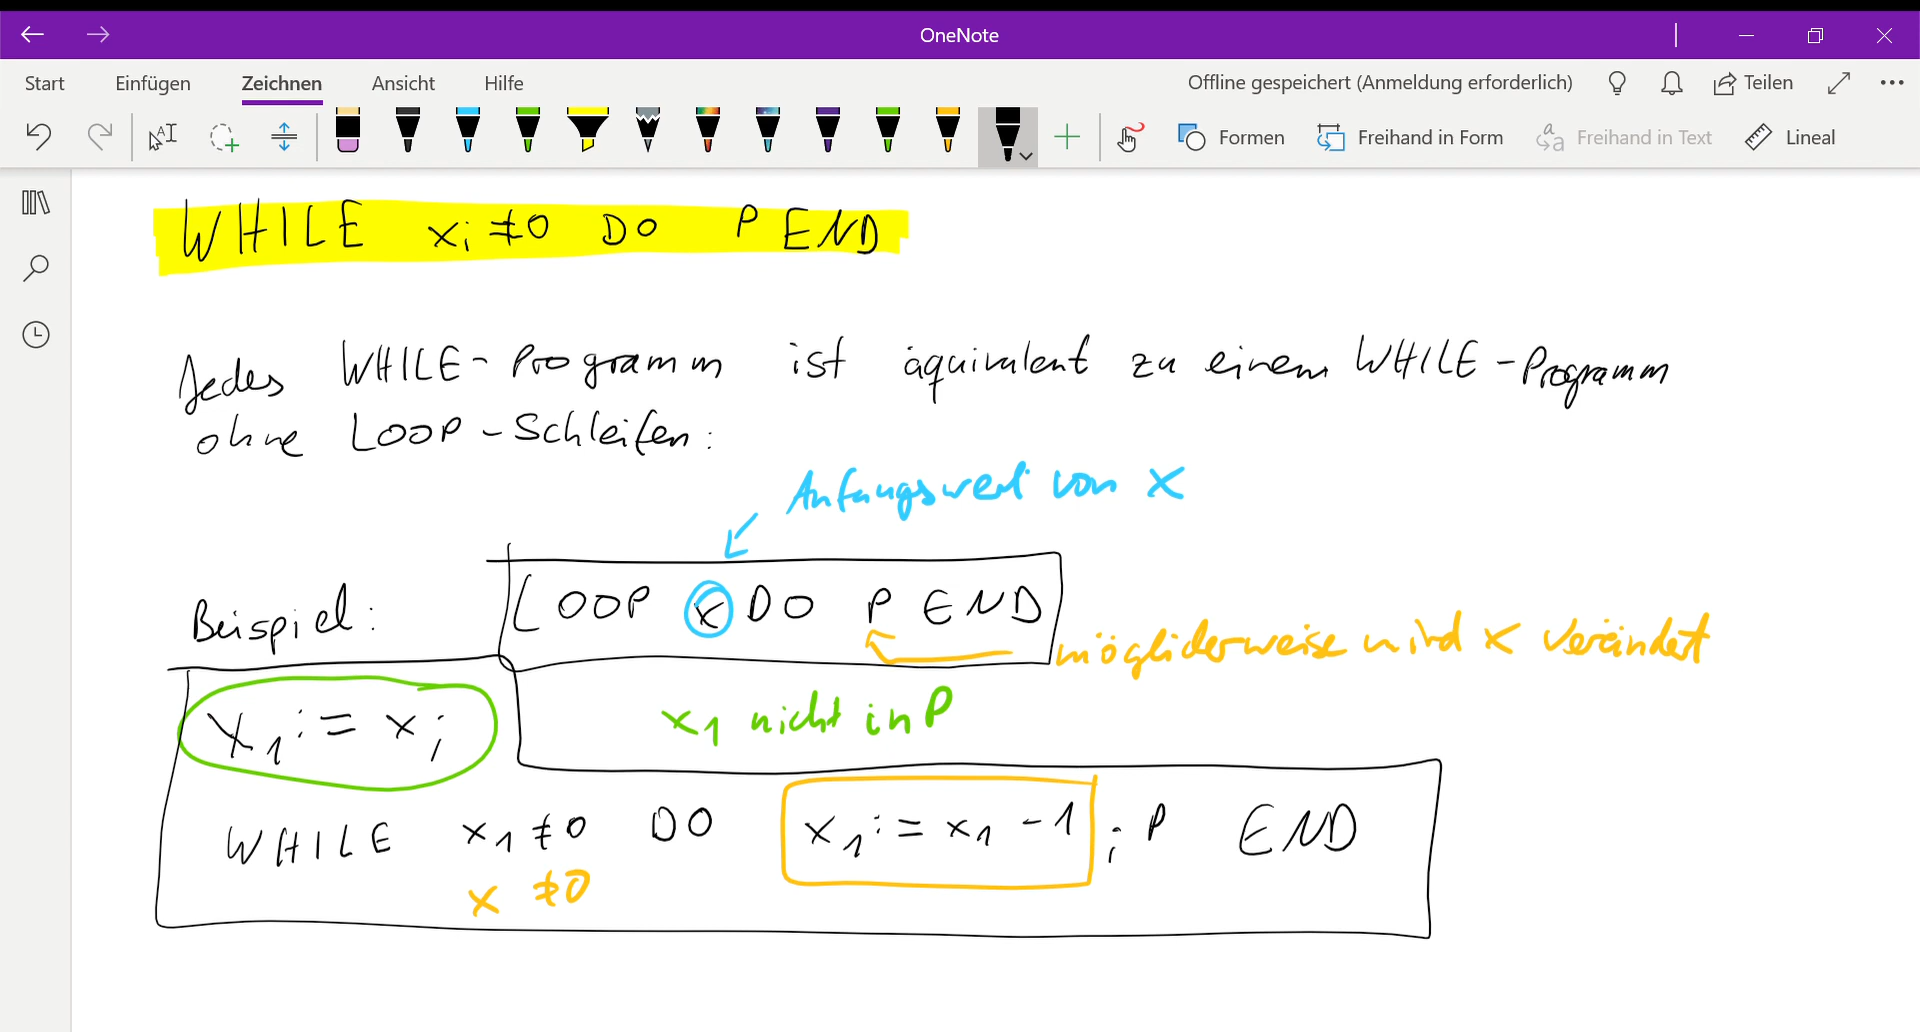 OneNote
Start Einfügen Zeichnen Ansicht Hilfe Offline gespeichert (Anmeldung erforderlich) Teilen
Formen Freihand in Form Freihand in Text Lineal
WHILE xi ≠ 0 DO P END
Jedes WHILE-Programm ist äquivalent zu einem WHILE-Programm
ohne LOOP-Schleifen:
Anfangswert von x
Beispiel: LOOP x DO P END
möglicherweise wird x verändert
x1 := x;
x1 nicht in P
WHILE x1 ≠ 0 DO x1 := x1 - 1 ; P END
x ≠ 0